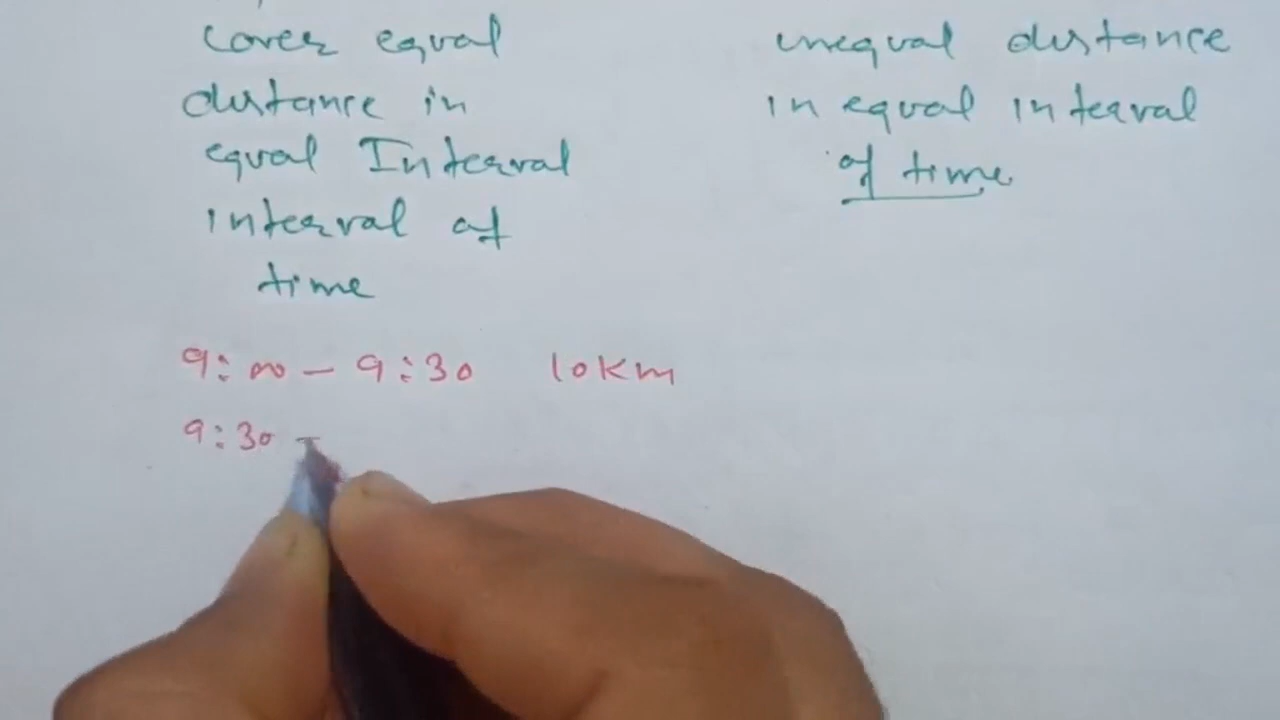 cover equal
distance in
equal Interval
interval of
time
unequal distance
in equal interval
of time
9:00 - 9:30 10km
9:30 -